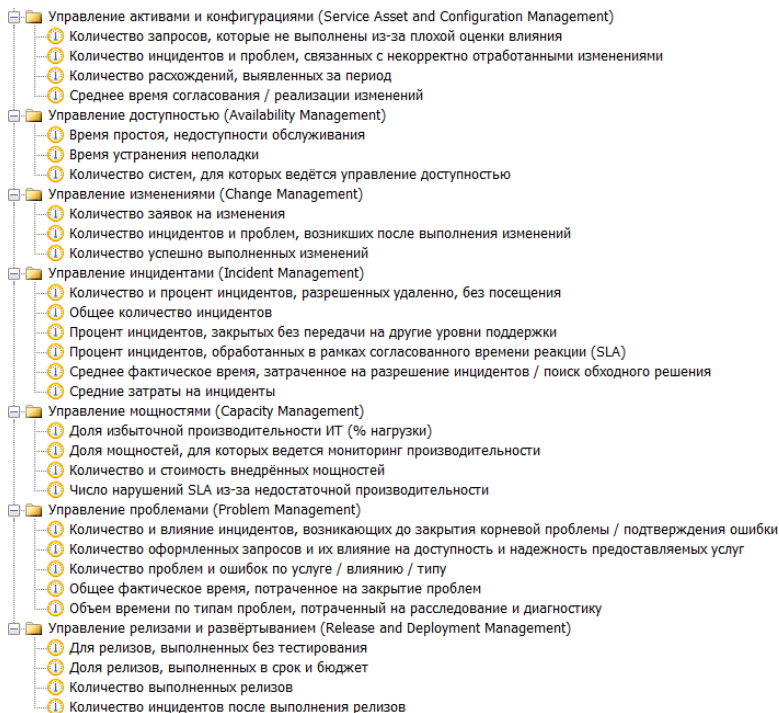 Управление активами и конфигурациями (Service Asset and Configuration Management)
Количество запросов, которые не выполнены из-за плохой оценки влияния
Количество инцидентов и проблем, связанных с некорректно отработанными изменениями
Количество расхождений, выявленных за период
Среднее время согласования / реализации изменений
Управление доступностью (Availability Management)
Время простоя, недоступности обслуживания
Время устранения неполадки
Количество систем, для которых ведётся управление доступностью
Управление изменениями (Change Management)
Количество заявок на изменения
Количество инцидентов и проблем, возникших после выполнения изменений
Количество успешно выполненных изменений
Управление инцидентами (Incident Management)
Количество и процент инцидентов, разрешенных удаленно, без посещения
Общее количество инцидентов
Процент инцидентов, закрытых без передачи на другие уровни поддержки
Процент инцидентов, обработанных в рамках согласованного времени реакции (SLA)
Среднее фактическое время, затраченное на разрешение инцидентов / поиск обходного решения
Средние затраты на инциденты
Управление мощностями (Capacity Management)
Доля избыточной производительности ИТ (% нагрузки)
Доля мощностей, для которых ведется мониторинг производительности
Количество и стоимость внедрённых мощностей
Число нарушений SLA из-за недостаточной производительности
Управление проблемами (Problem Management)
Количество и влияние инцидентов, возникающих до закрытия корневой проблемы / подтверждения ошибки
Количество оформленных запросов и их влияние на доступность и надежность предоставляемых услуг
Количество проблем и ошибок по услуге / влиянию / типу
Общее фактическое время, потраченное на закрытие проблем
Объем времени по типам проблем, потраченный на расследование и диагностику
Управление релизами и развёртыванием (Release and Deployment Management)
Для релизов, выполненных без тестирования
Доля релизов, выполненных в срок и бюджет
Количество выполненных релизов
Количество инцидентов после выполнения релизов